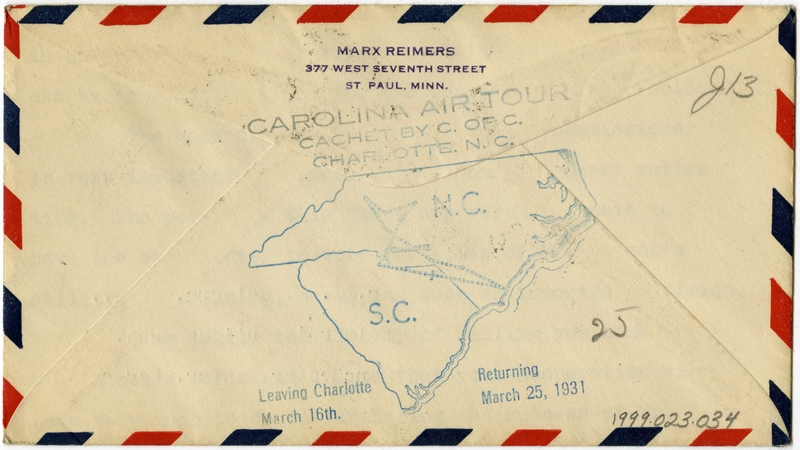 MARX REIMERS
377 WEST SEVENTH STREET
ST. PAUL, MINN.
J13
CAROLINA AIR TOUR
CACHET BY C. OF C.
CHARLOTTE, N. C.
N.C.
CHARLOTTE
S.C.
25
Leaving Charlotte
March 16th.
Returning
March 25, 1931
1999.023.034